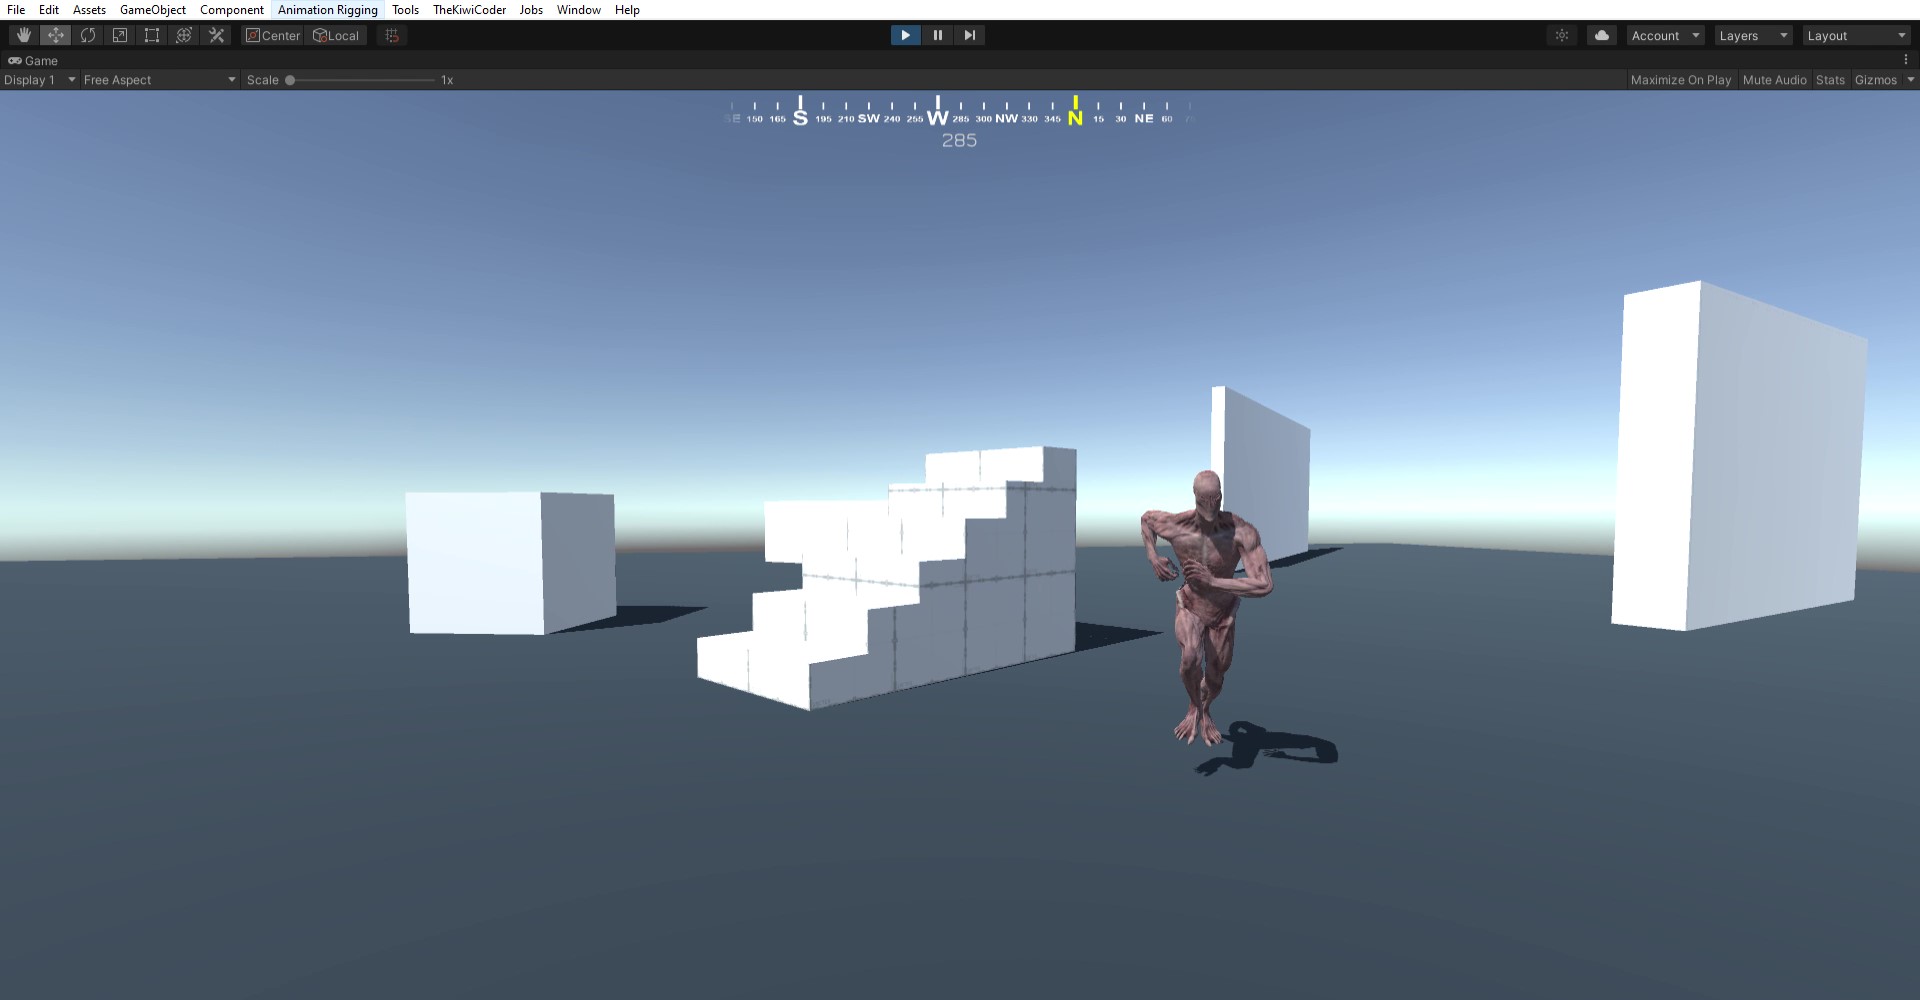 File Edit Assets GameObject Component Animation Rigging Tools TheKiwiCoder Jobs Window Help
Center Local Account Layers Layout
Game
Display 1 Free Aspect Scale 1x Maximize On Play Mute Audio Stats Gizmos
SE 150 165 S 195 210 SW 240 255 W 285 300 NW 330 345 N 15 30 NE 60
285